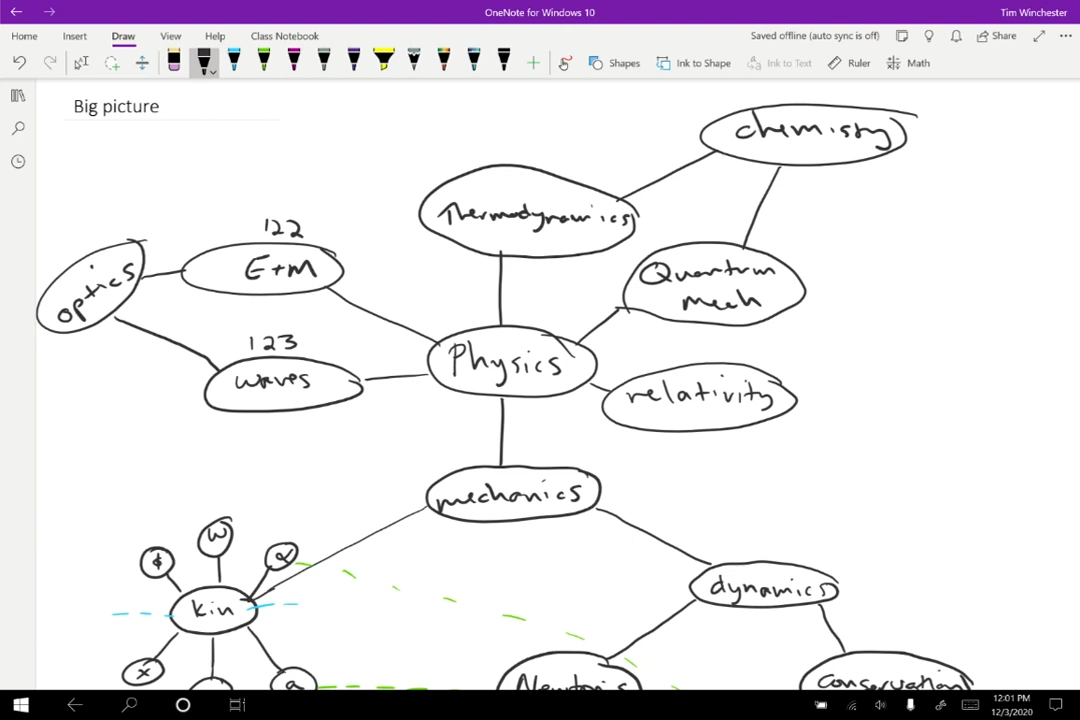 OneNote for Windows 10
Tim Winchester
Home Insert Draw View Help Class Notebook
Saved offline (auto sync is off)
Share
Shapes
Ink to Shape
Ink to Text
Ruler
Math
Big picture
chemistry
Thermodynamics
122
E+M
optics
Quantum
Mech
123
waves
Physics
relativity
mechanics
ω
ϕ
α
kin
dynamics
x
a
Newton's
Conservation
12:01 PM
12/3/2020